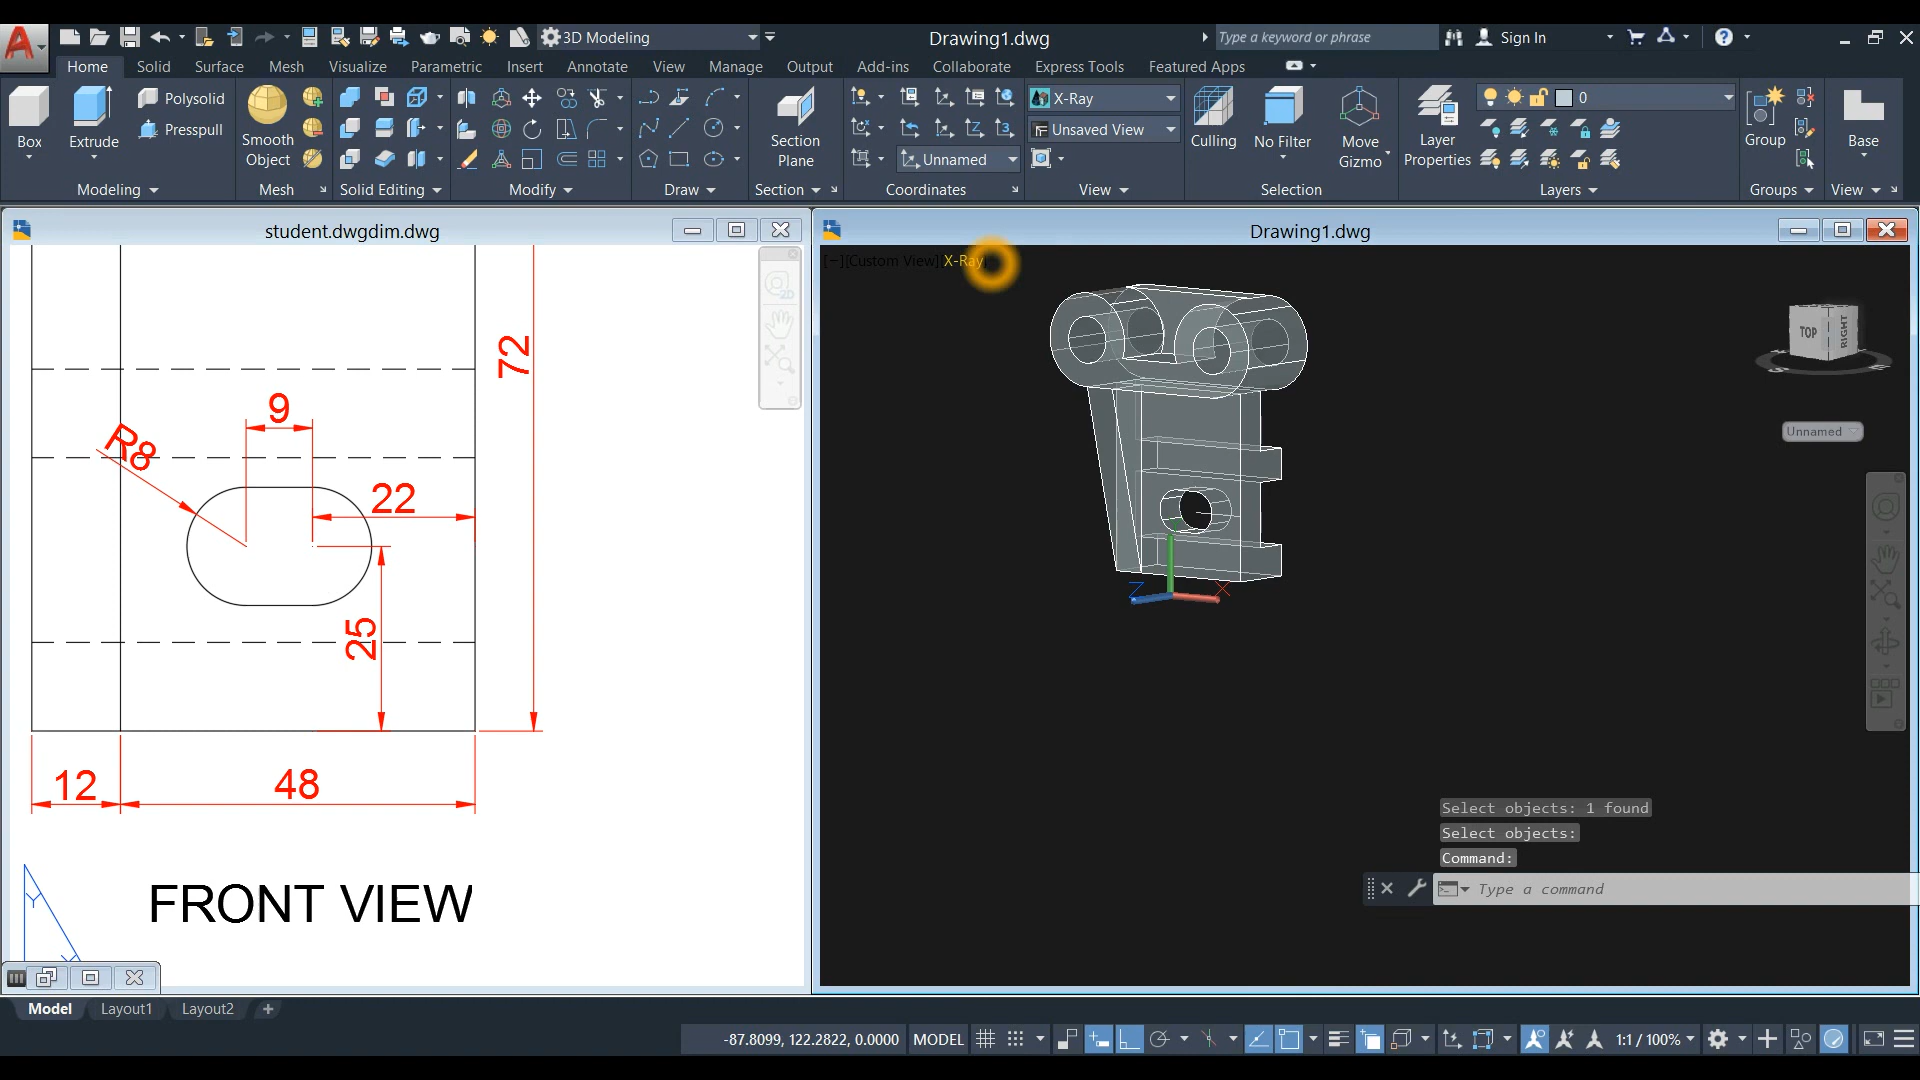 3D Modeling
Drawing1.dwg
Type a keyword or phrase
Sign In
Home Solid Surface Mesh Visualize Parametric Insert Annotate View Manage Output Add-ins Collaborate Express Tools Featured Apps
Box
Extrude
Polysolid
Presspull
Modeling
Smooth
Object
Mesh
Solid Editing
Modify
Draw
Section
Plane
Section
Unnamed
Coordinates
X-Ray
Unsaved View
View
Culling
No Filter
Move
Gizmo
Selection
Layer
Properties
0
Layers
Group
Groups
Base
View
student.dwgdim.dwg
2D
72
9
R8
22
25
12
48
FRONT VIEW
Y
Drawing1.dwg
[−][Custom View][X-Ray]
TOP
RIGHT
S
Unnamed
Z
X
Select objects: 1 found
Select objects:
Command:
Type a command
Model Layout1 Layout2 +
-87.8099, 122.2822, 0.0000 MODEL
1:1 / 100%